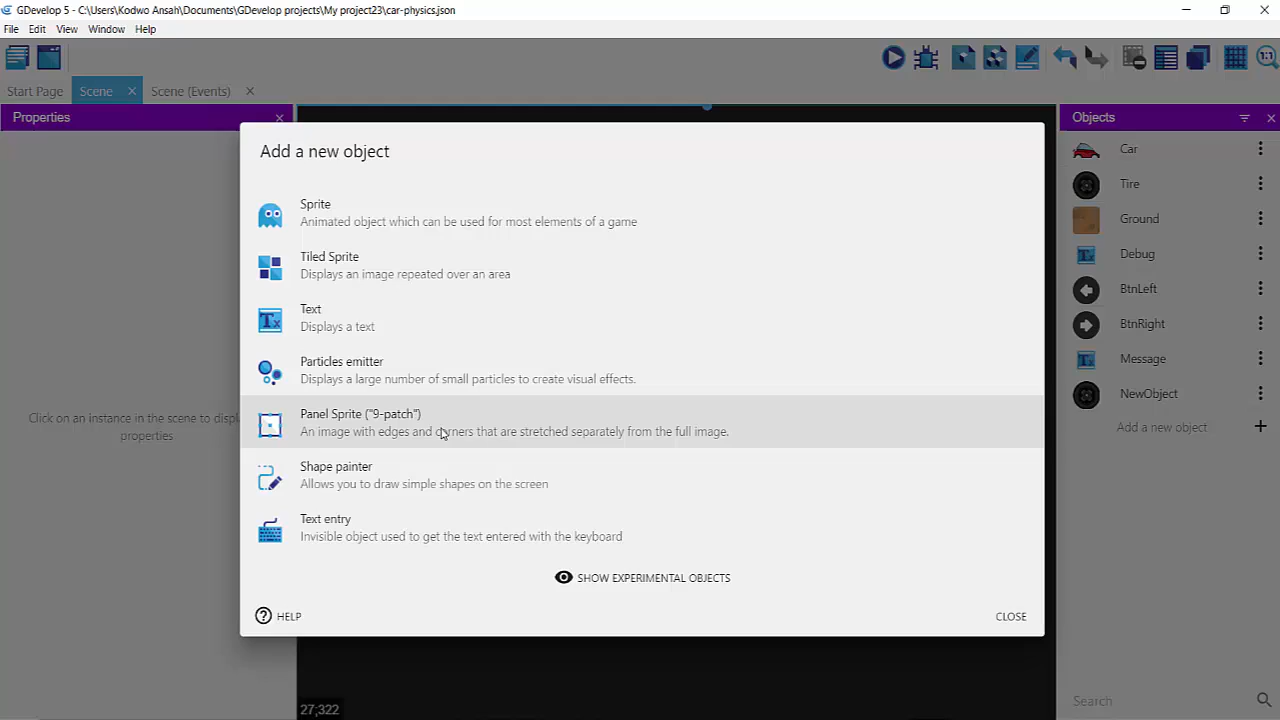 GDevelop 5 - C:\Users\Kodwo Ansah\Documents\GDevelop projects\My project23\car-physics.json
File Edit View Window Help
1:1
Start Page Scene Scene (Events)
Properties
Click on an instance in the scene to displ
properties
Add a new object
Sprite
Animated object which can be used for most elements of a game
Tiled Sprite
Displays an image repeated over an area
Text
Displays a text
Particles emitter
Displays a large number of small particles to create visual effects.
Panel Sprite ("9-patch")
An image with edges and corners that are stretched separately from the full image.
Shape painter
Allows you to draw simple shapes on the screen
Text entry
Invisible object used to get the text entered with the keyboard
SHOW EXPERIMENTAL OBJECTS
HELP
CLOSE
27;322
Objects
Car
Tire
Ground
Debug
BtnLeft
BtnRight
Message
NewObject
Add a new object
Search